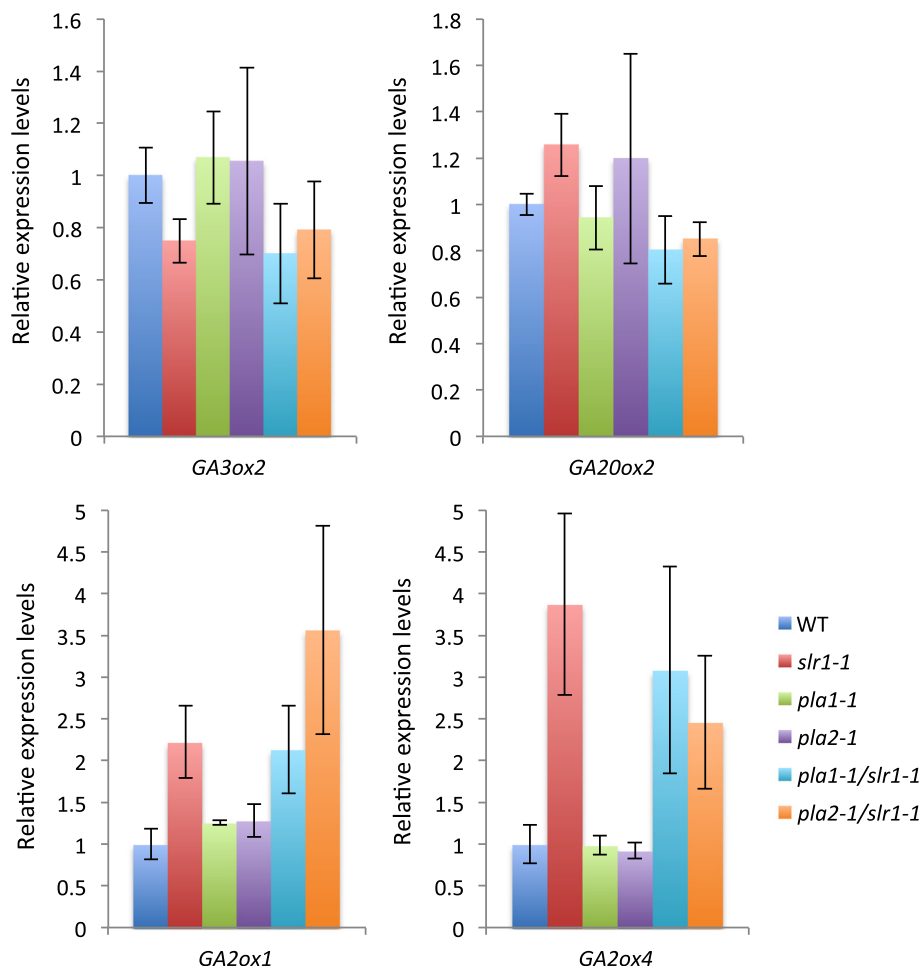 Relative expression levels
1.6
1.4
1.2
1
0.8
0.6
0.4
0.2
0
GA3ox2
Relative expression levels
1.8
1.6
1.4
1.2
1
0.8
0.6
0.4
0.2
0
GA20ox2
Relative expression levels
5
4.5
4
3.5
3
2.5
2
1.5
1
0.5
0
GA2ox1
Relative expression levels
5
4.5
4
3.5
3
2.5
2
1.5
1
0.5
0
GA2ox4
WT
slr1-1
pla1-1
pla2-1
pla1-1/slr1-1
pla2-1/slr1-1